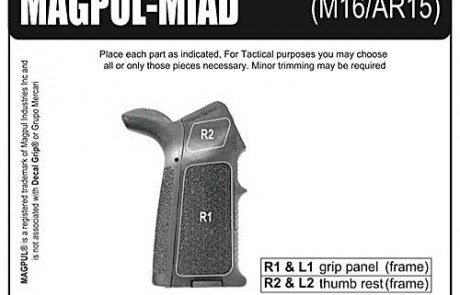 MAGPUL-MIAD
(M16/AR15)
Place each part as indicated, For Tactical purposes you may choose
all or only those pieces necessary. Minor trimming may be required
MAGPUL® is a registered trademark of Magpul Industries Inc and
is not associated with Decal Grip® or Grupo Mercari
R2
R1
R1 & L1 grip panel (frame)
R2 & L2 thumb rest (frame)